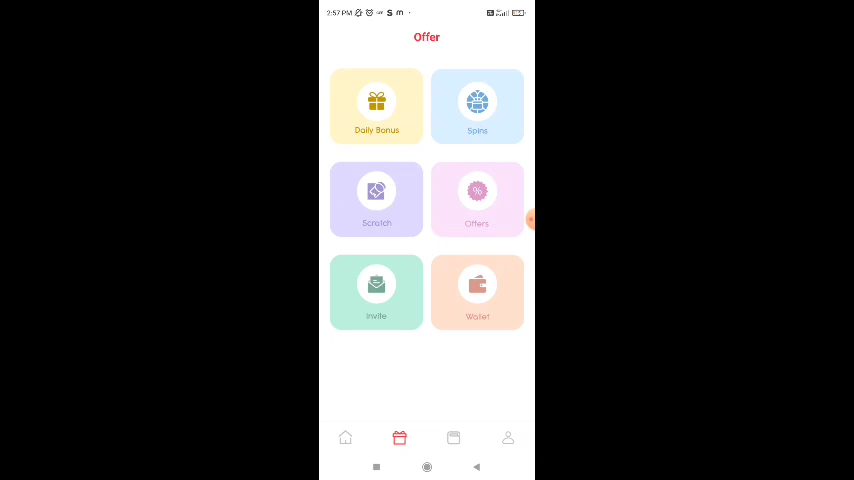 2:57 PM
Offer
Daily Bonus
Spins
Scratch
Offers
Invite
Wallet